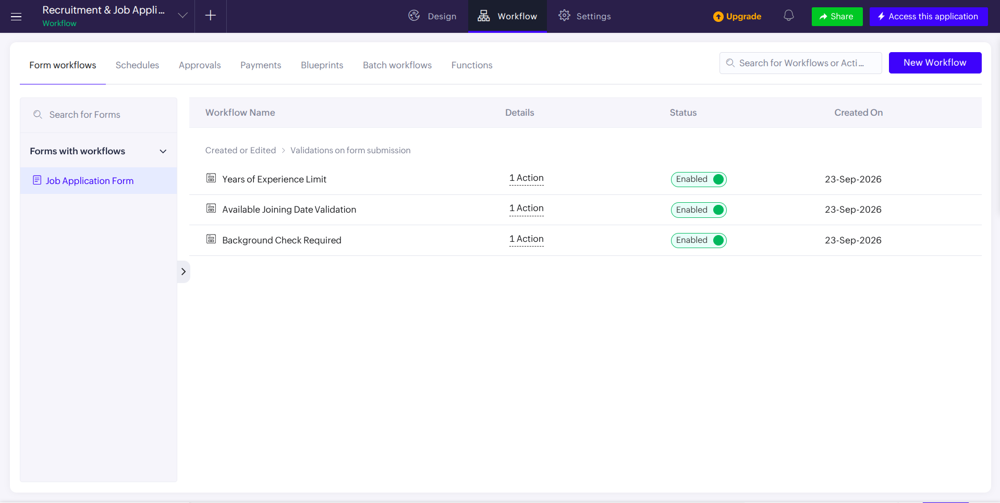 Recruitment & Job Appli...
Workflow
Design
Workflow
Settings
Upgrade
Share
Access this application
Form workflows
Schedules
Approvals
Payments
Blueprints
Batch workflows
Functions
Search for Workflows or Acti...
New Workflow
Search for Forms
Forms with workflows
Job Application Form
Workflow Name Details Status Created On
Created or Edited > Validations on form submission
Years of Experience Limit 1 Action Enabled 23-Sep-2026
Available Joining Date Validation 1 Action Enabled 23-Sep-2026
Background Check Required 1 Action Enabled 23-Sep-2026